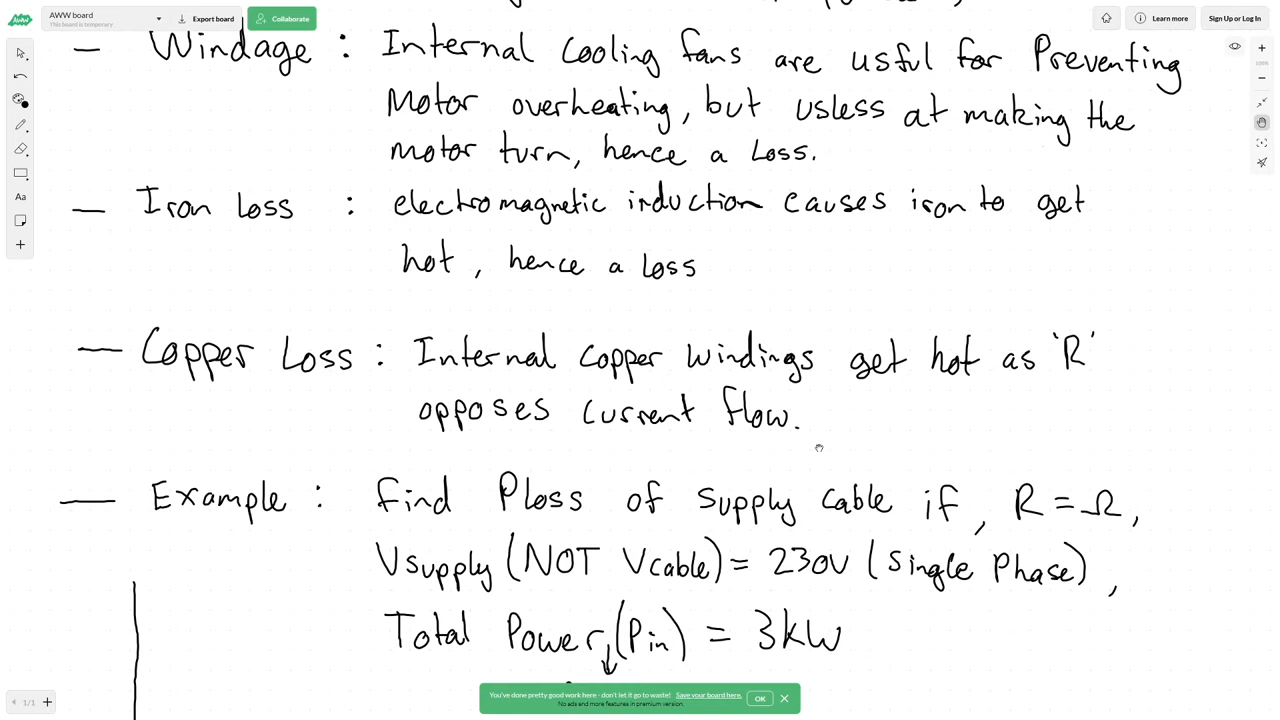 AWW board
This board is temporary
Export board
Collaborate
Learn more
Sign Up or Log In
100%
Aa
— Windage : Internal Cooling fans are usful for Preventing
Motor overheating, but usless at making the
motor turn, hence a Loss.
— Iron Loss : electromagnetic induction causes iron to get
hot, hence a loss
— Copper Loss : Internal copper windings get hot as 'R'
opposes current flow.
— Example : find Ploss of supply cable if, R = Ω,
Vsupply (NOT Vcable) = 230V (Single Phase),
Total Power (Pin) = 3kW
You've done pretty good work here - don't let it go to waste! Save your board here.
No ads and more features in premium version.
OK
1/1